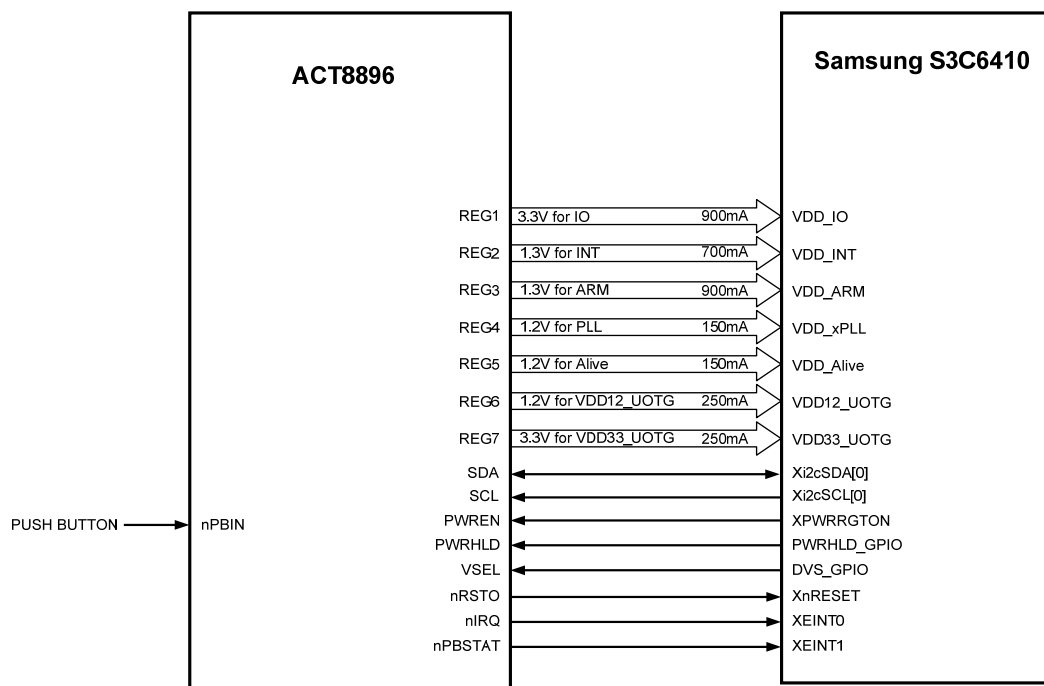 ACT8896
Samsung S3C6410
REG1 3.3V for IO 900mA VDD_IO
REG2 1.3V for INT 700mA VDD_INT
REG3 1.3V for ARM 900mA VDD_ARM
REG4 1.2V for PLL 150mA VDD_xPLL
REG5 1.2V for Alive 150mA VDD_Alive
REG6 1.2V for VDD12_UOTG 250mA VDD12_UOTG
REG7 3.3V for VDD33_UOTG 250mA VDD33_UOTG
SDA Xi2cSDA[0]
SCL Xi2cSCL[0]
PUSH BUTTON nPBIN PWREN XPWRRGTON
PWRHLD PWRHLD_GPIO
VSEL DVS_GPIO
nRSTO XnRESET
nIRQ XEINT0
nPBSTAT XEINT1